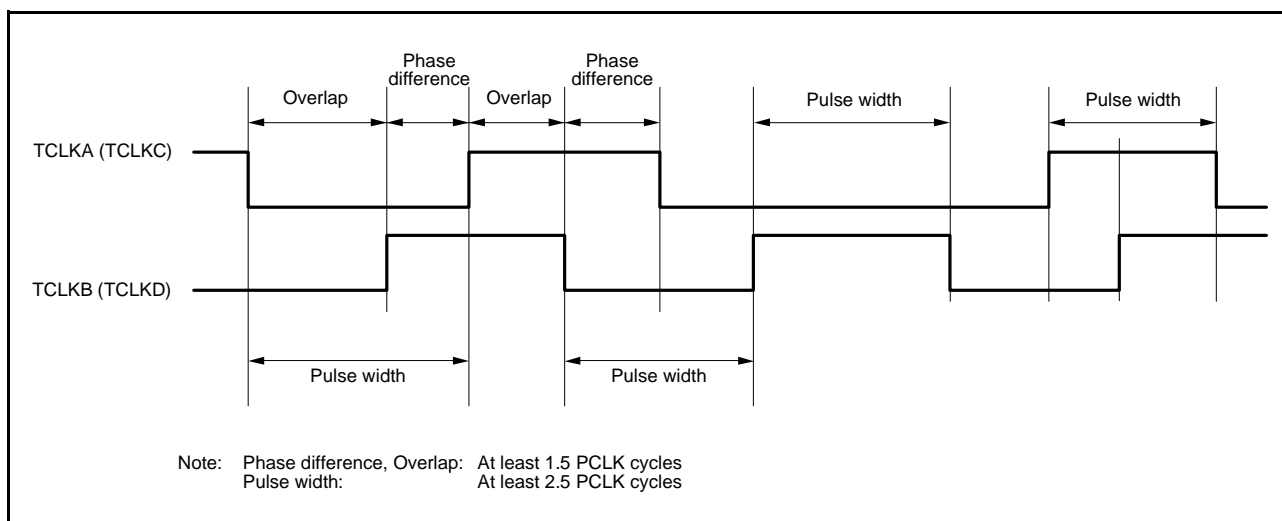 Phase
difference
Phase
difference
Overlap
Overlap
Pulse width
Pulse width
TCLKA (TCLKC)
TCLKB (TCLKD)
Pulse width
Pulse width
Note: Phase difference, Overlap: At least 1.5 PCLK cycles
Pulse width: At least 2.5 PCLK cycles